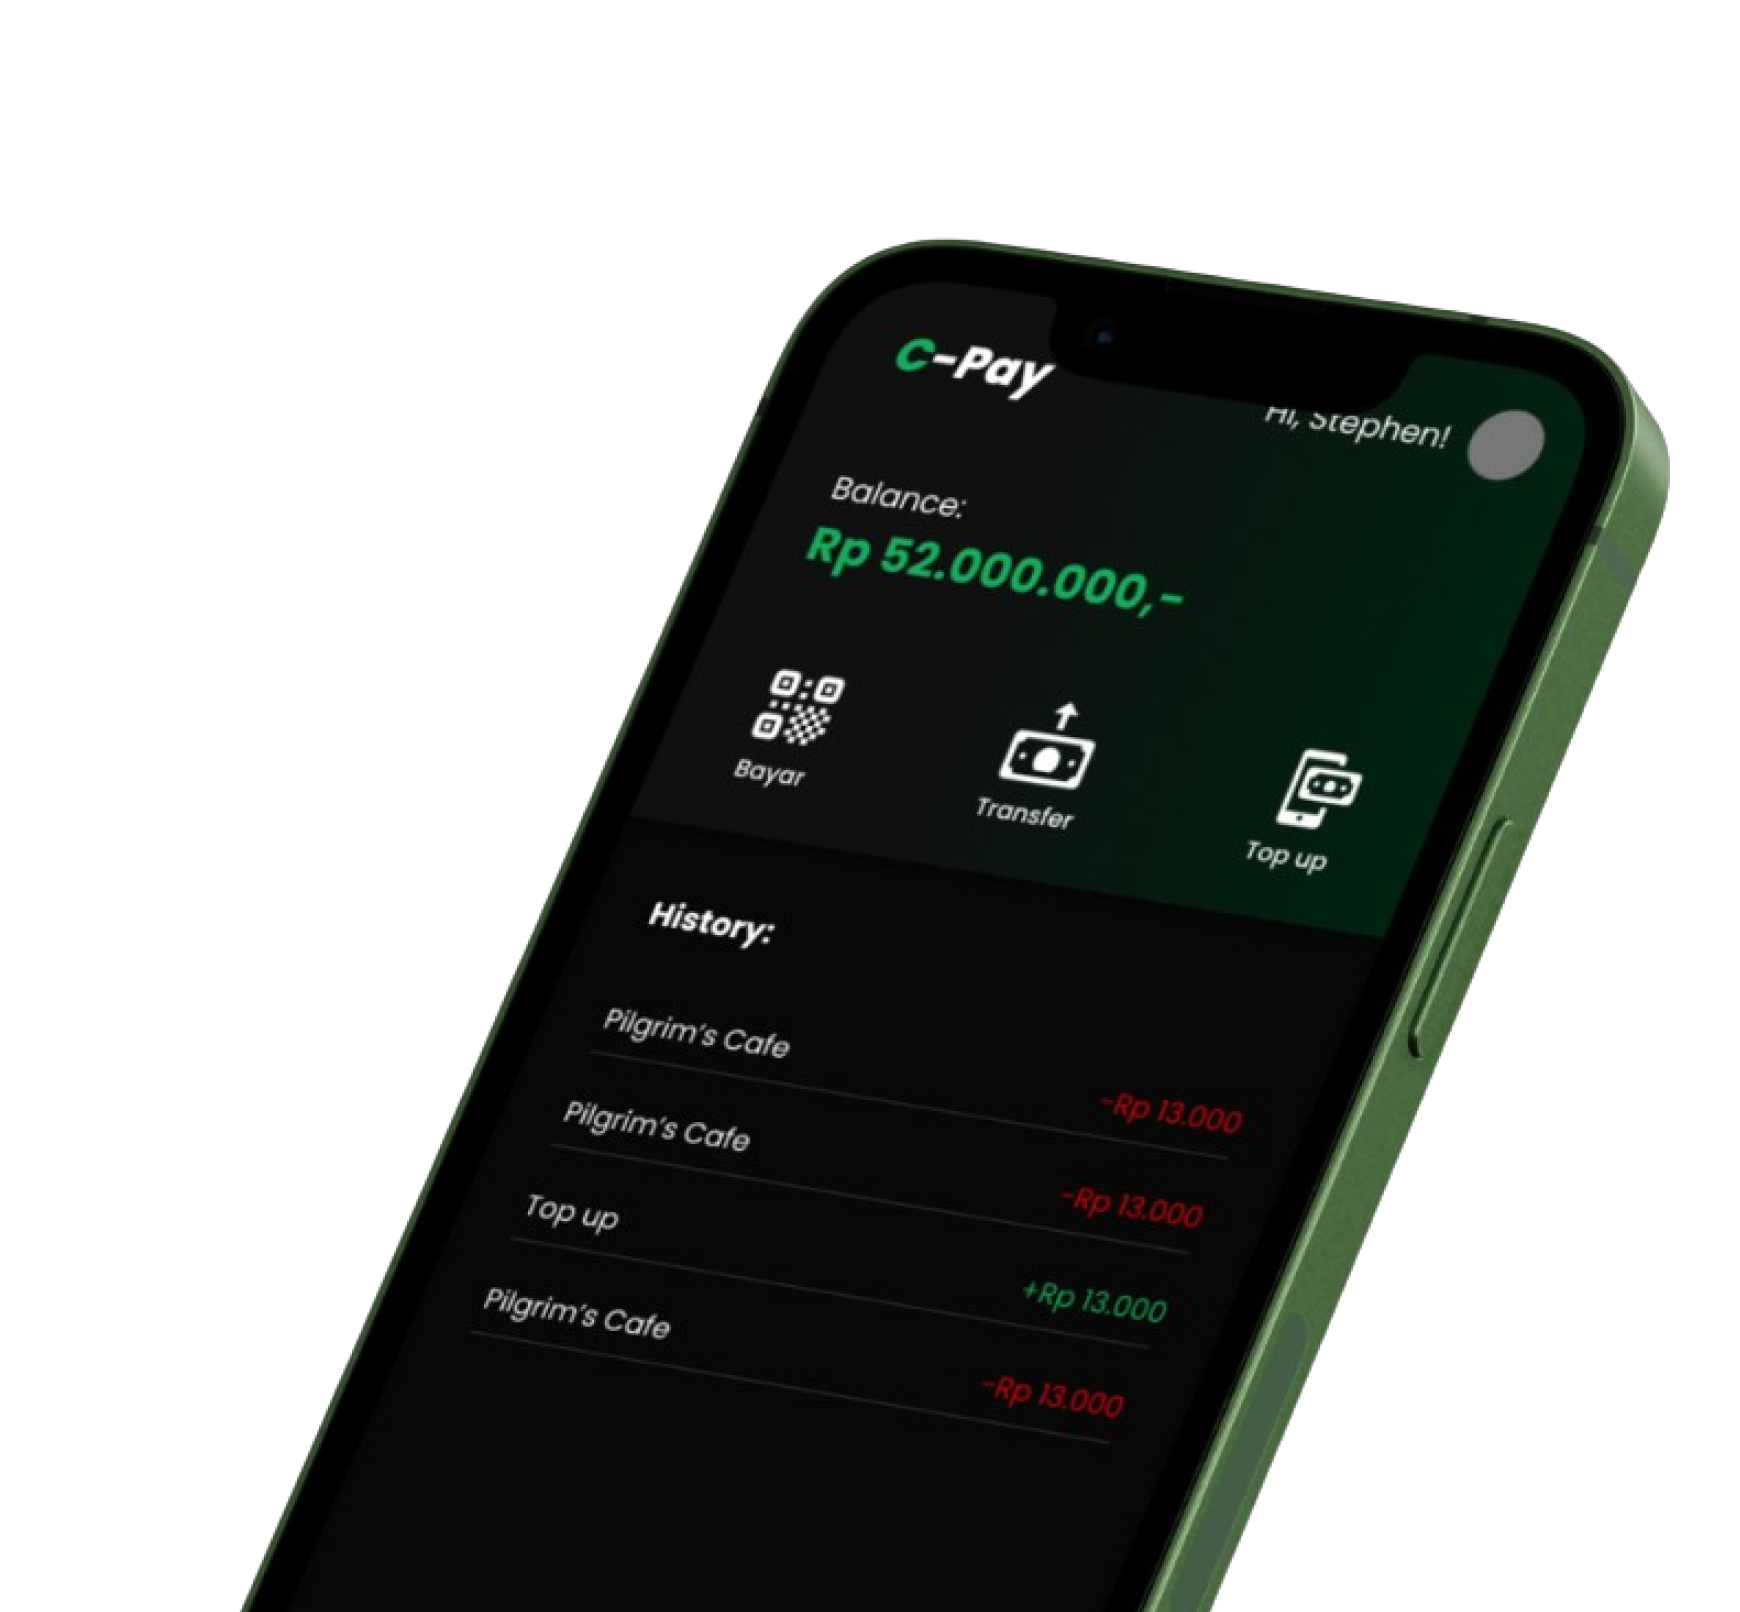 C-Pay
Hi, Stephen!
Balance:
Rp 52.000.000,-
Bayar
Transfer
Top up
History:
Pilgrim's Cafe
-Rp 13.000
Pilgrim's Cafe
-Rp 13.000
Top up
+Rp 13.000
Pilgrim's Cafe
-Rp 13.000